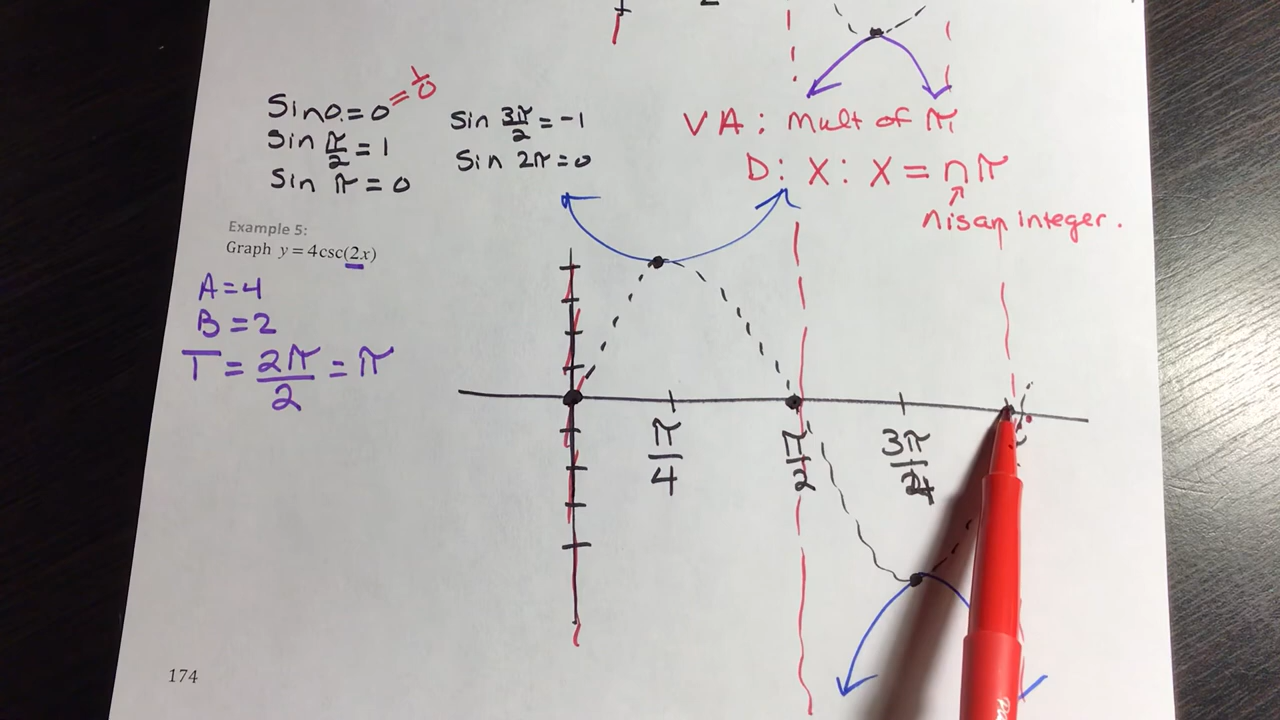 Sin 0 = 0 = 1/0
Sin π/2 = 1
Sin π = 0
Sin 3π/2 = -1
Sin 2π = 0
VA: Mult of π
D: X: X = nπ
n is an integer.
Example 5:
Graph y = 4csc(2x)
A = 4
B = 2
T = 2π/2 = π
π/4
π/2
3π/4
174